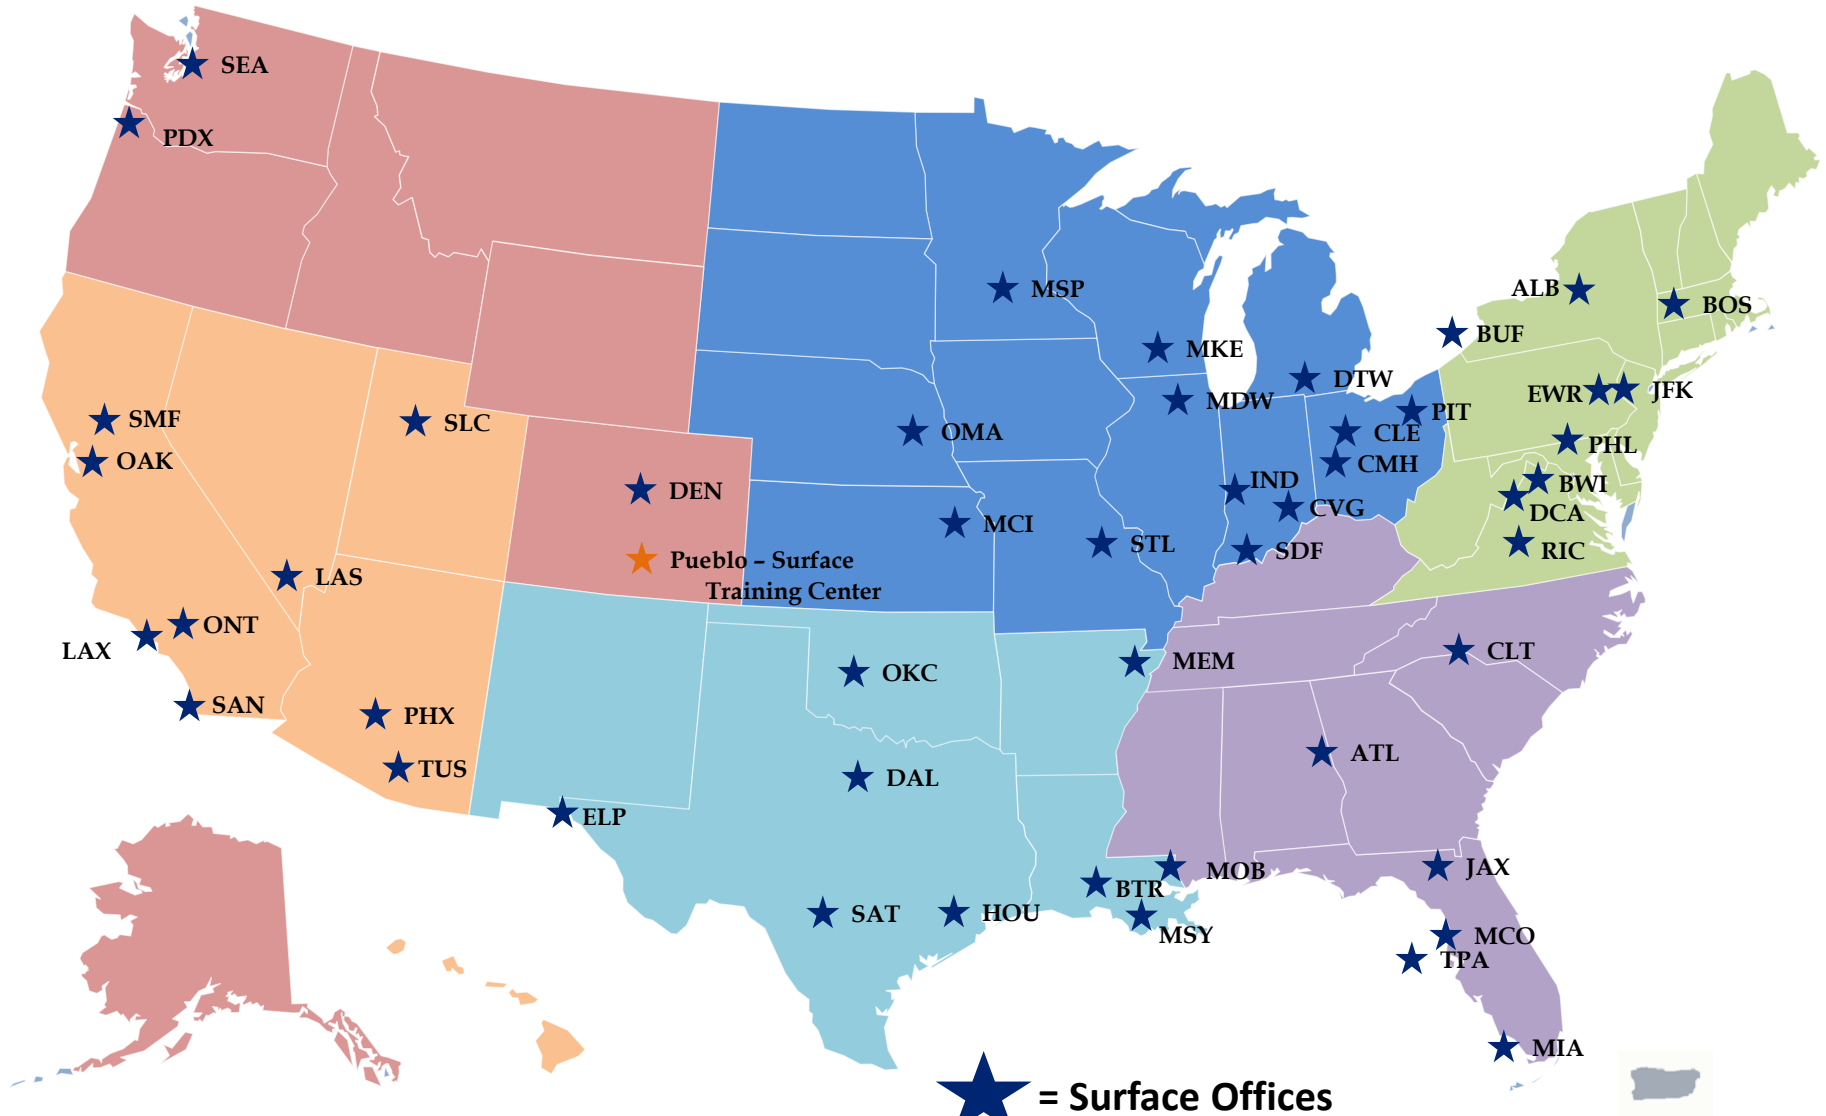 SEA
PDX
MSP
ALB
BOS
BUF
MKE
DTW
EWR
JFK
MDW
PIT
SMF
SLC
OMA
CLE
PHL
OAK
CMH
IND
BWI
DEN
CVG
DCA
MCI
STL
SDF
RIC
Pueblo – Surface
Training Center
LAS
ONT
LAX
CLT
MEM
OKC
SAN
PHX
ATL
TUS
DAL
ELP
MOB
JAX
BTR
SAT
HOU
MSY
MCO
TPA
MIA
= Surface Offices